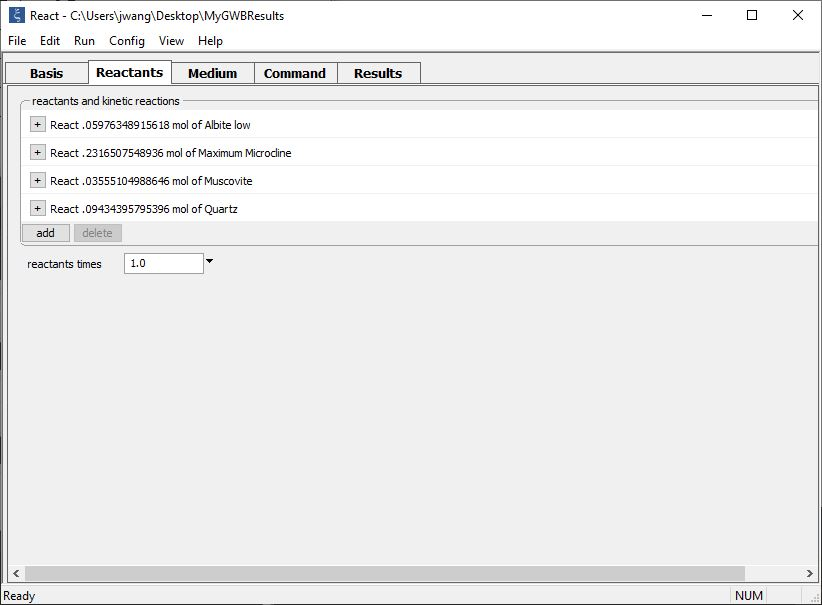 React - C:\Users\jwang\Desktop\MyGWBResults
File Edit Run Config View Help
Basis Reactants Medium Command Results
reactants and kinetic reactions
+ React .05976348915618 mol of Albite low
+ React .2316507548936 mol of Maximum Microcline
+ React .03555104988646 mol of Muscovite
+ React .09434395795396 mol of Quartz
add delete
reactants times 1.0
Ready NUM